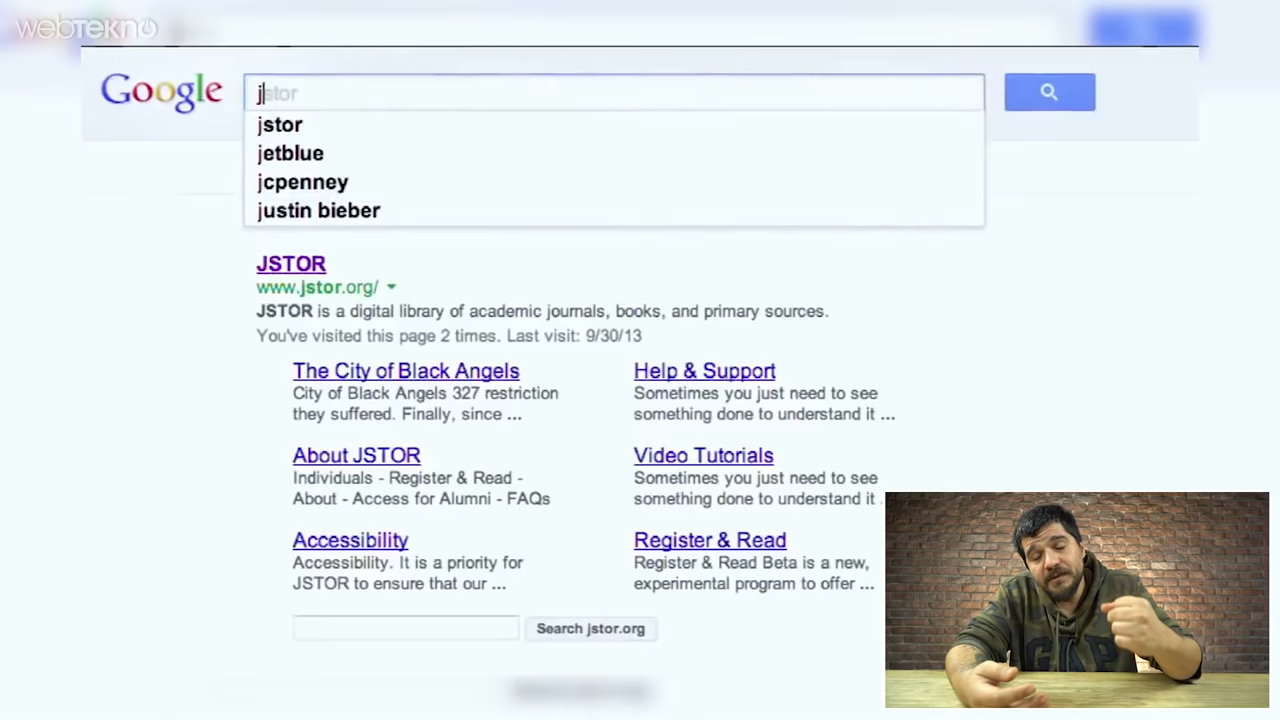 webtekno
Google
jstor
jstor
jetblue
jcpenney
justin bieber
JSTOR
www.jstor.org/
JSTOR is a digital library of academic journals, books, and primary sources.
You've visited this page 2 times. Last visit: 9/30/13
The City of Black Angels
City of Black Angels 327 restriction
they suffered. Finally, since ...
Help & Support
Sometimes you just need to see
something done to understand it ...
About JSTOR
Individuals - Register & Read -
About - Access for Alumni - FAQs
Video Tutorials
Sometimes you just need to see
something done to understand it .
Accessibility
Accessibility. It is a priority for
JSTOR to ensure that our ...
Register & Read
Register & Read Beta is a new,
experimental program to offer ...
Search jstor.org
GAP